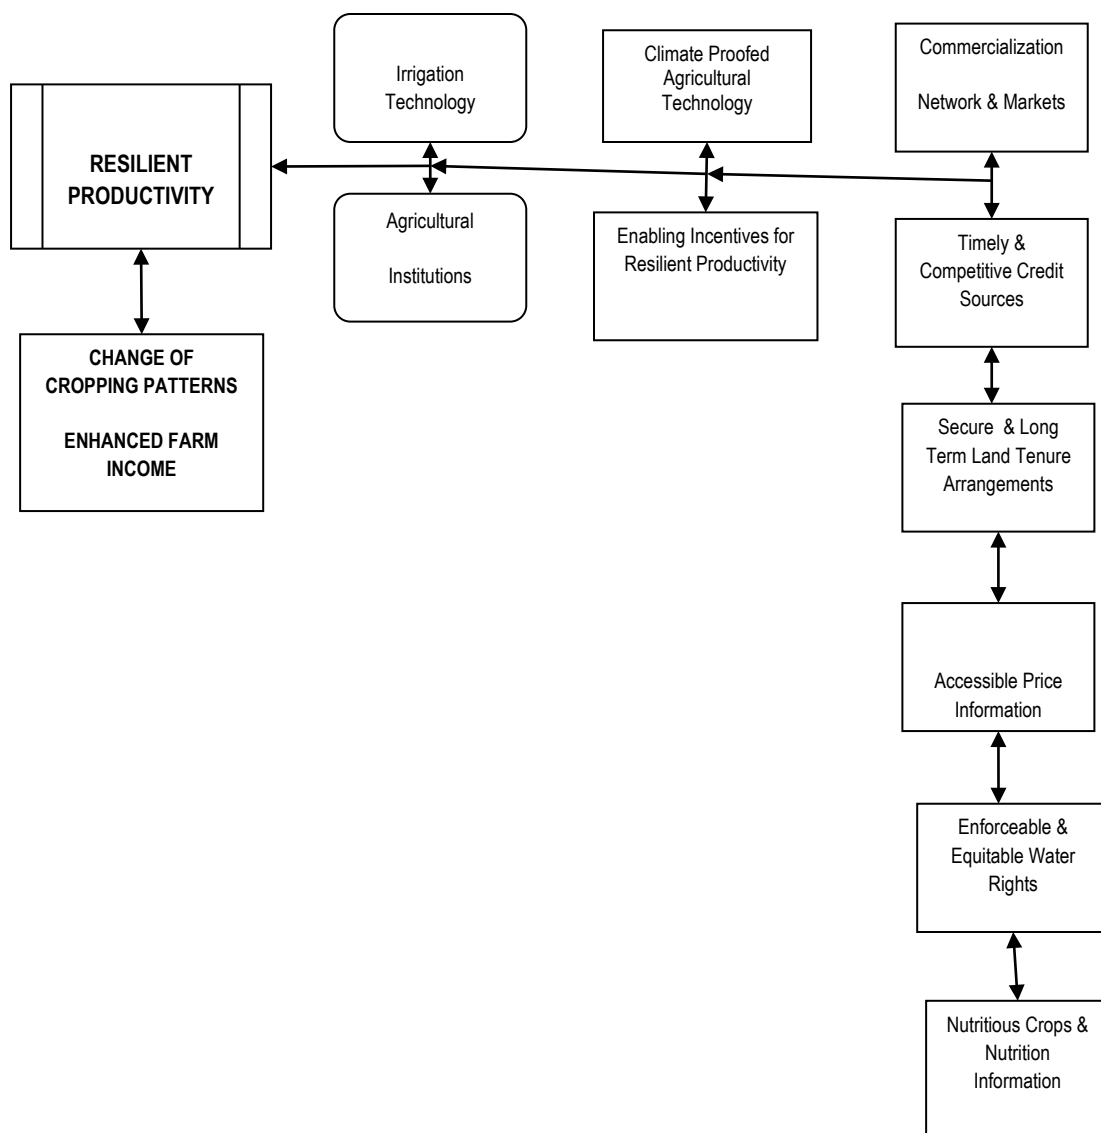 RESILIENT
PRODUCTIVITY
CHANGE OF
CROPPING PATTERNS
ENHANCED FARM
INCOME
Irrigation
Technology
Agricultural
Institutions
Climate Proofed
Agricultural
Technology
Enabling Incentives for
Resilient Productivity
Commercialization
Network & Markets
Timely &
Competitive Credit
Sources
Secure & Long
Term Land Tenure
Arrangements
Accessible Price
Information
Enforceable &
Equitable Water
Rights
Nutritious Crops &
Nutrition
Information